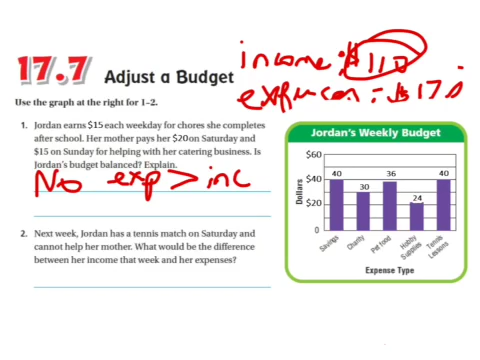 17.7 Adjust a Budget
income: $110
expences = $170
Use the graph at the right for 1–2.
1. Jordan earns $15 each weekday for chores she completes
after school. Her mother pays her $20 on Saturday and
$15 on Sunday for helping with her catering business. Is
Jordan's budget balanced? Explain.
No exp > inc
2. Next week, Jordan has a tennis match on Saturday and
cannot help her mother. What would be the difference
between her income that week and her expenses?
Jordan's Weekly Budget
$60
$40
$20
0
Dollars
40
30
36
24
40
Savings
Charity
Pet food
Hobby Supplies
Tennis Lessons
Expense Type